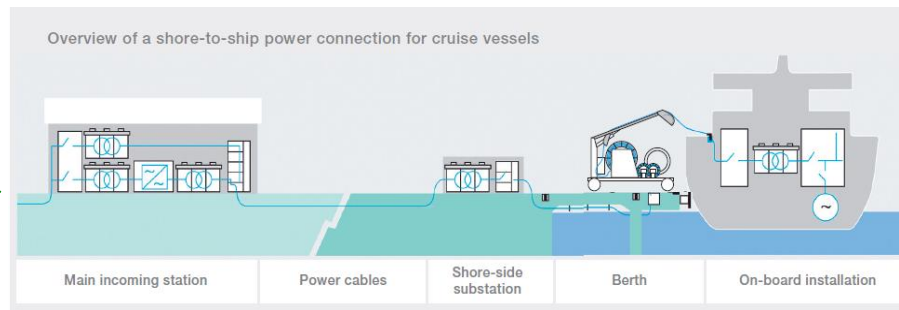 Overview of a shore-to-ship power connection for cruise vessels
Main incoming station
Power cables
Shore-side
substation
Berth
On-board installation